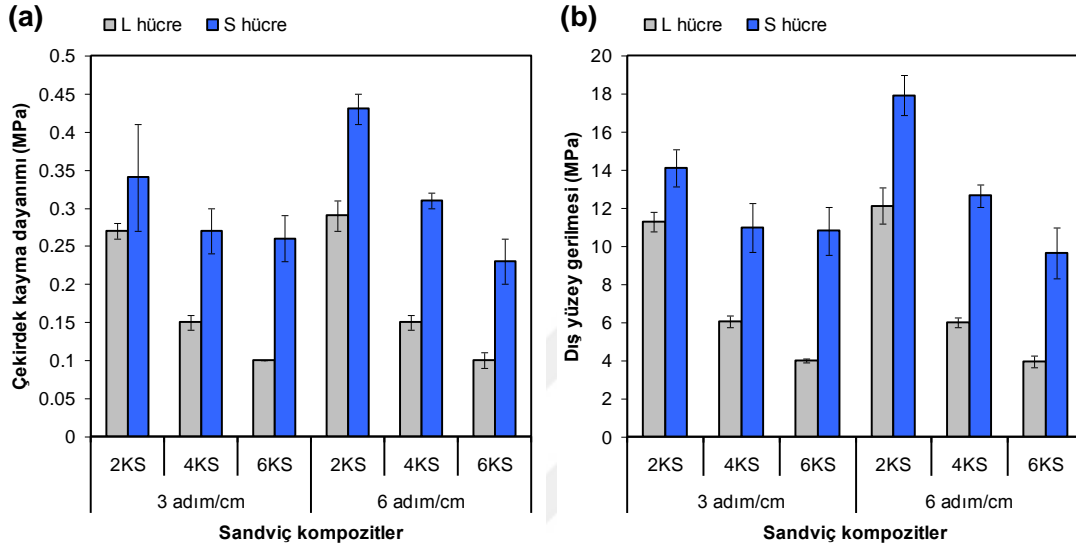 (a)
L hücre S hücre
Çekirdek kayma dayanımı (MPa)
0.5
0.45
0.4
0.35
0.3
0.25
0.2
0.15
0.1
0.05
0
2KS 4KS 6KS 2KS 4KS 6KS
3 adım/cm 6 adım/cm
Sandviç kompozitler
(b)
L hücre S hücre
Dış yüzey gerilmesi (MPa)
20
18
16
14
12
10
8
6
4
2
0
2KS 4KS 6KS 2KS 4KS 6KS
3 adım/cm 6 adım/cm
Sandviç kompozitler